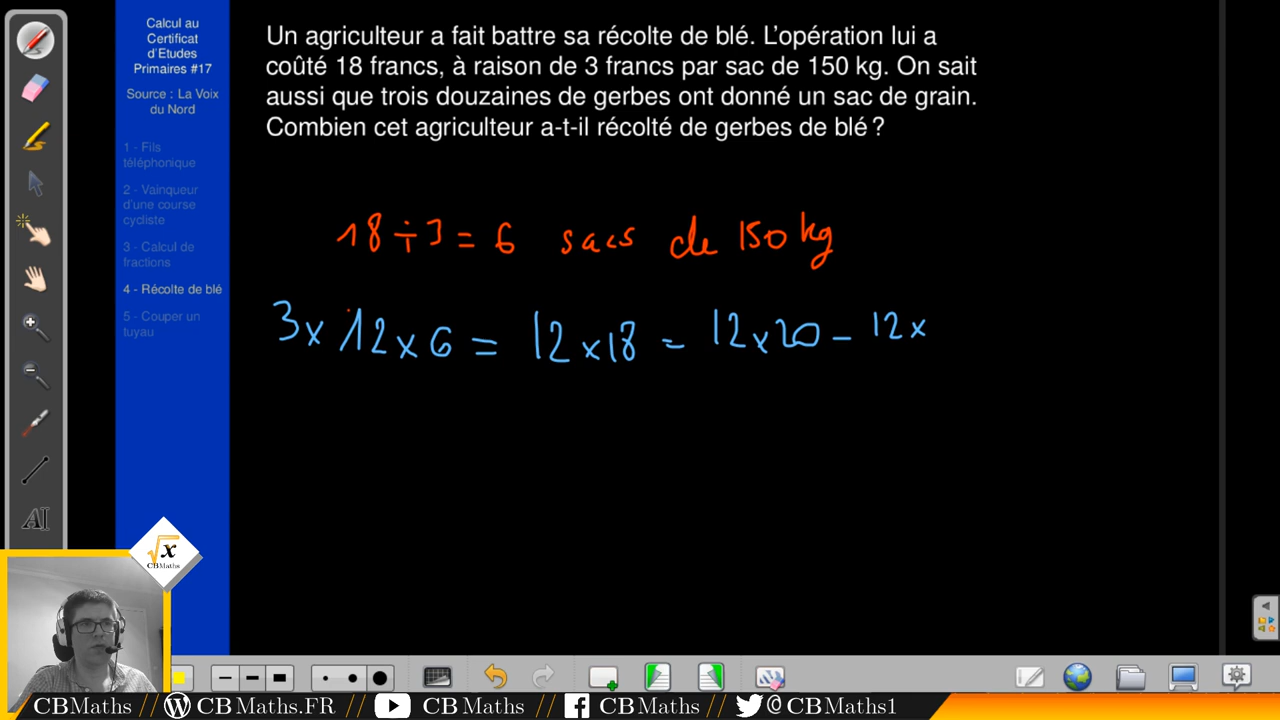 Calcul au
Certificat
d'Etudes
Primaires #17
Source : La Voix
du Nord
1 - Fils
téléphonique
2 - Vainqueur
d'une course
cycliste
3 - Calcul de
fractions
4 - Récolte de blé
5 - Couper un
tuyau
Un agriculteur a fait battre sa récolte de blé. L'opération lui a
coûté 18 francs, à raison de 3 francs par sac de 150 kg. On sait
aussi que trois douzaines de gerbes ont donné un sac de grain.
Combien cet agriculteur a-t-il récolté de gerbes de blé ?
18 ÷ 3 = 6 sacs de 150 kg
3 x 12 x 6 = 12 x 18 = 12 x 20 - 12 x
AI
√x
CBMaths
CBMaths CBMaths.FR CBMaths CBMaths @CBMaths1